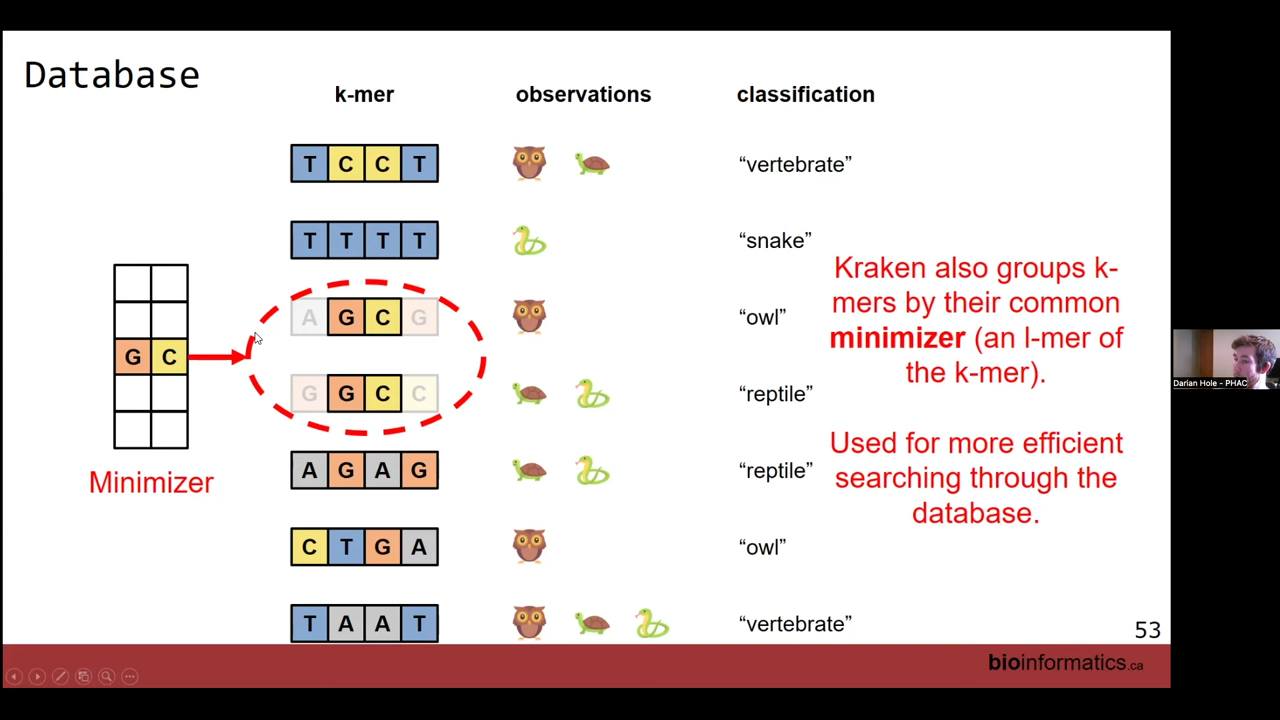 Database
k-mer observations classification
T C C T “vertebrate”
T T T T “snake”
A G C G “owl”
G C
G G C C “reptile”
Minimizer
A G A G “reptile”
C T G A “owl”
T A A T “vertebrate”
Kraken also groups k-
mers by their common
minimizer (an l-mer of
the k-mer).
Used for more efficient
searching through the
database.
Darian Hole - PHAC
53
bioinformatics.ca